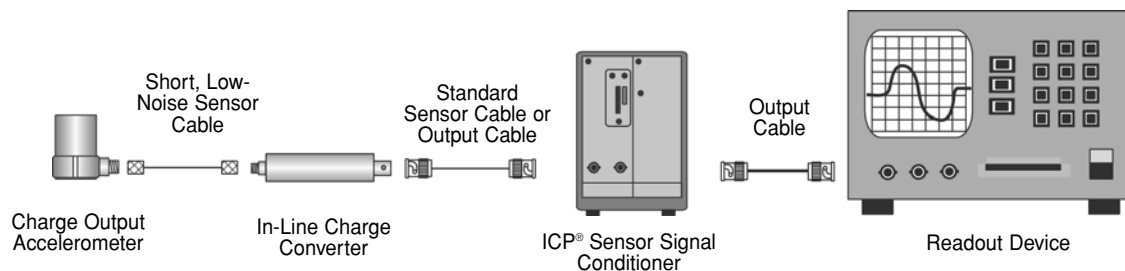 Short, Low-
Noise Sensor
Cable
Standard
Sensor Cable or
Output Cable
Output
Cable
Charge Output
Accelerometer
In-Line Charge
Converter
ICP® Sensor Signal
Conditioner
Readout Device